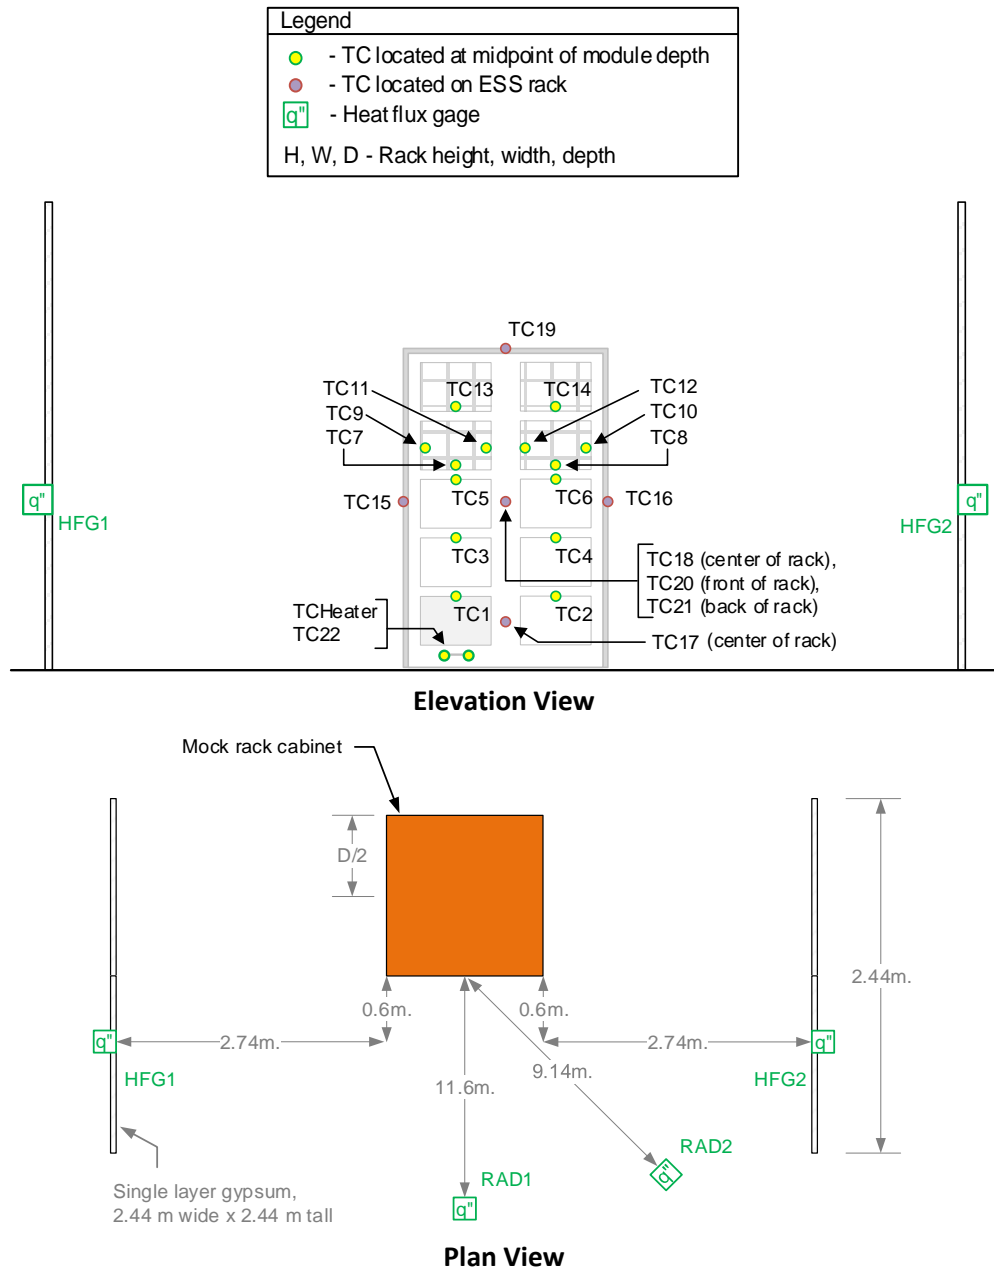 Legend
- TC located at midpoint of module depth
- TC located on ESS rack
q" - Heat flux gage
H, W, D - Rack height, width, depth
TC19
TC11
TC13
TC14
TC12
TC9
TC10
TC7
TC8
TC15
TC5
TC6
TC16
q"
HFG1
q"
HFG2
TC3
TC4
TC18 (center of rack),
TC20 (front of rack),
TC21 (back of rack)
TCHeater
TC22
TC1
TC2
TC17 (center of rack)
Elevation View
Mock rack cabinet
D/2
2.44m.
0.6m.
0.6m.
q"
2.74m.
2.74m.
q"
HFG1
HFG2
11.6m.
9.14m.
RAD2
q"
RAD1
q"
Single layer gypsum,
2.44 m wide x 2.44 m tall
Plan View